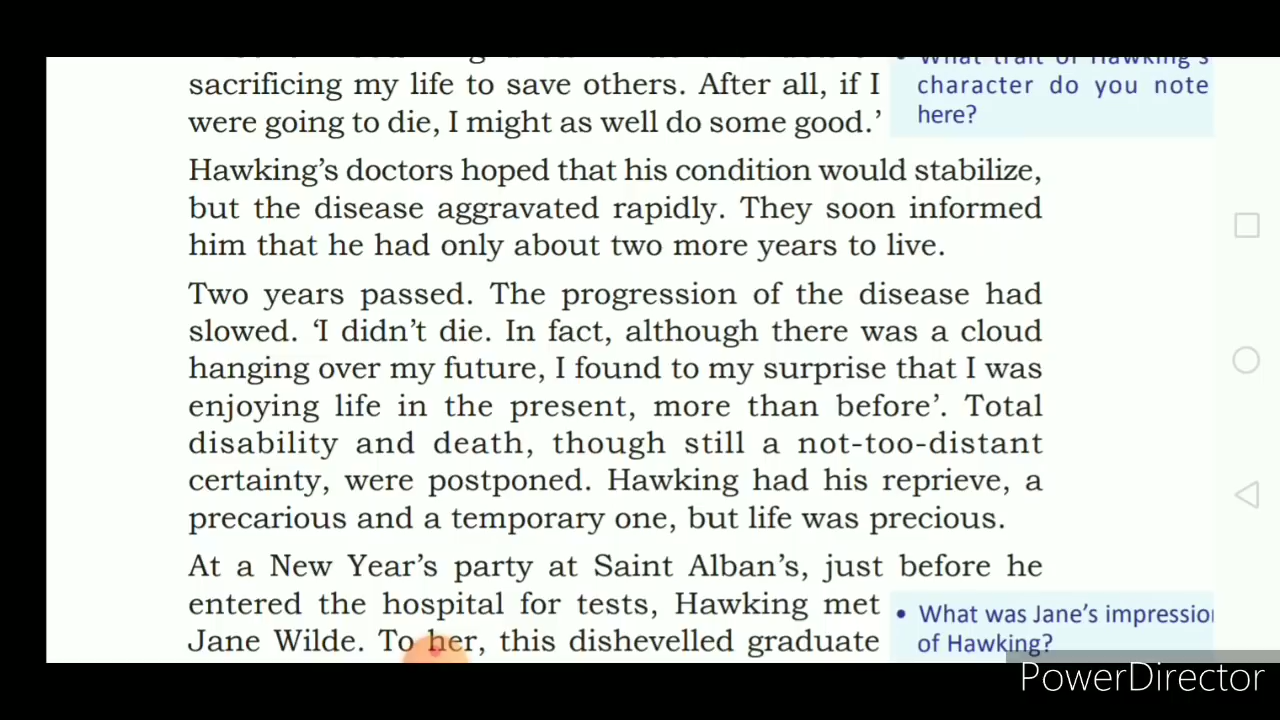 sacrificing my life to save others. After all, if I
were going to die, I might as well do some good.’
• What trait of Hawking's
character do you note
here?
Hawking’s doctors hoped that his condition would stabilize,
but the disease aggravated rapidly. They soon informed
him that he had only about two more years to live.
Two years passed. The progression of the disease had
slowed. ‘I didn’t die. In fact, although there was a cloud
hanging over my future, I found to my surprise that I was
enjoying life in the present, more than before’. Total
disability and death, though still a not-too-distant
certainty, were postponed. Hawking had his reprieve, a
precarious and a temporary one, but life was precious.
At a New Year’s party at Saint Alban’s, just before he
entered the hospital for tests, Hawking met
Jane Wilde. To her, this dishevelled graduate
• What was Jane’s impressio
of Hawking?
PowerDirector